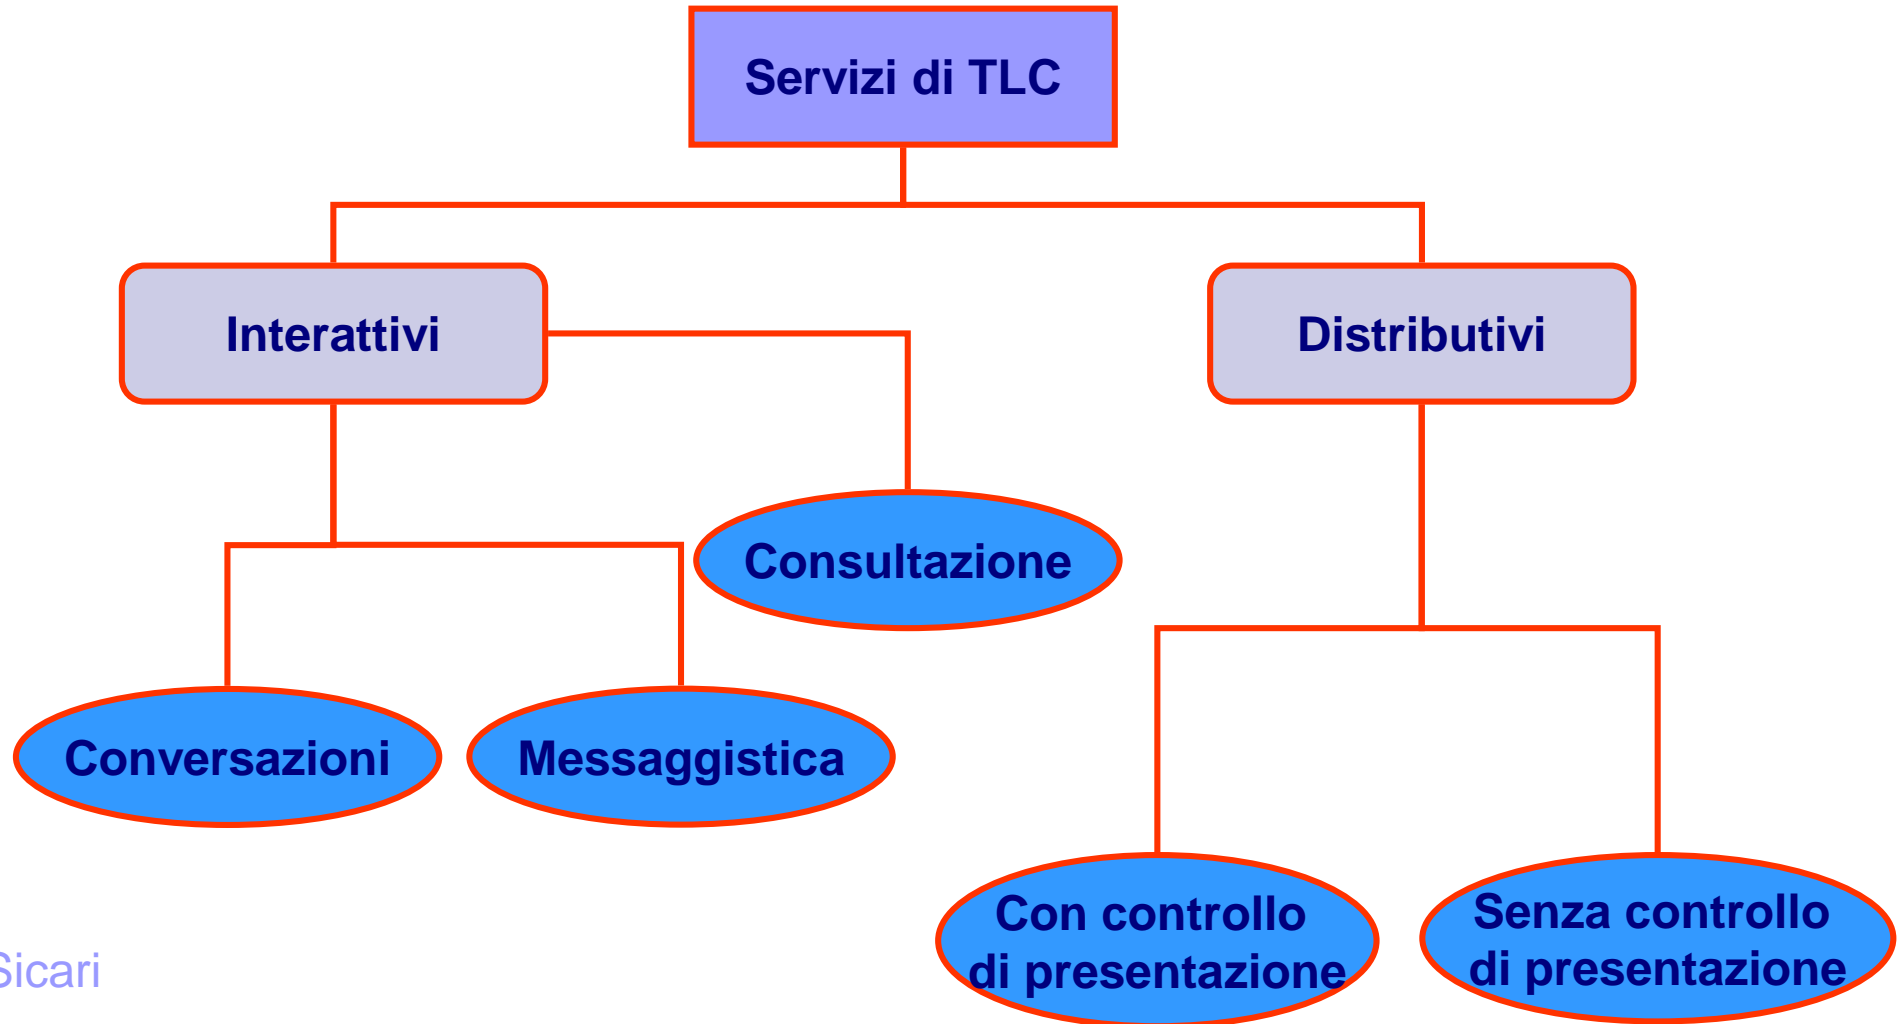 Servizi di TLC
Interattivi
Distributivi
Consultazione
Conversazioni
Messaggistica
Con controllo
di presentazione
Senza controllo
di presentazione
Sicari